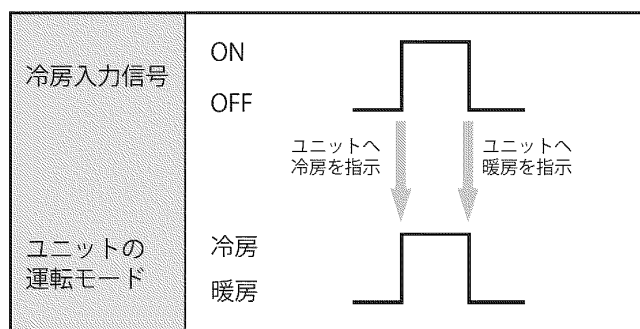 冷房入力信号
ON
OFF
ユニットへ
冷房を指示
ユニットへ
暖房を指示
ユニットの
運転モード
冷房
暖房